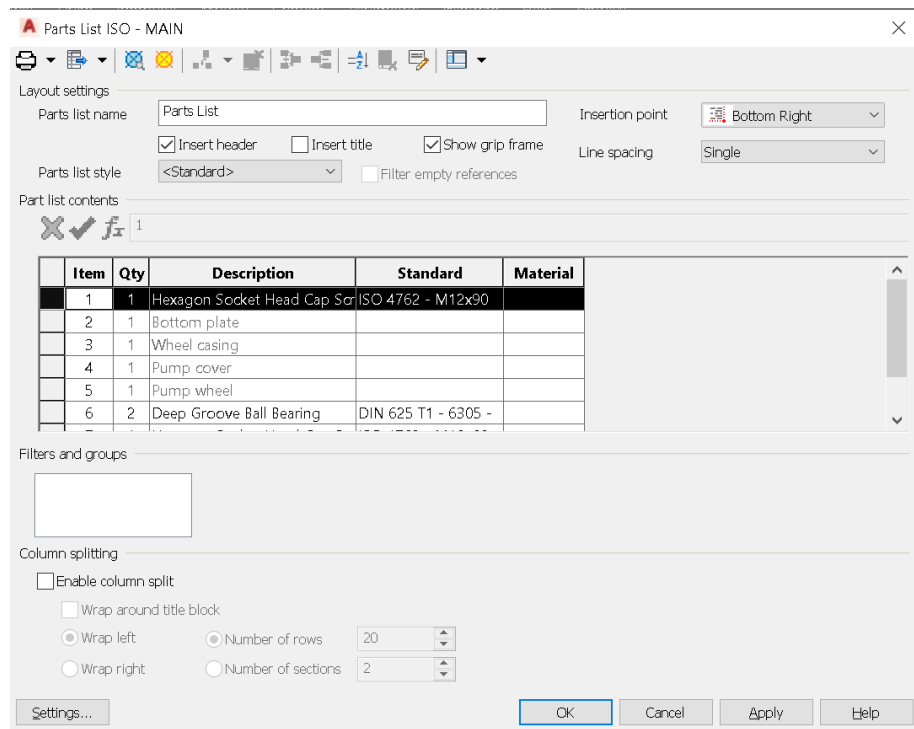 Parts List ISO - MAIN
Layout settings
Parts list name Parts List Insertion point Bottom Right
Insert header Insert title Show grip frame
Line spacing Single
Parts list style <Standard> Filter empty references
Part list contents
1
Item Qty Description Standard Material
1 1 Hexagon Socket Head Cap Scr ISO 4762 - M12x90
2 1 Bottom plate
3 1 Wheel casing
4 1 Pump cover
5 1 Pump wheel
6 2 Deep Groove Ball Bearing DIN 625 T1 - 6305 -
Filters and groups
Column splitting
Enable column split
Wrap around title block
Wrap left Number of rows 20
Wrap right Number of sections 2
Settings... OK Cancel Apply Help